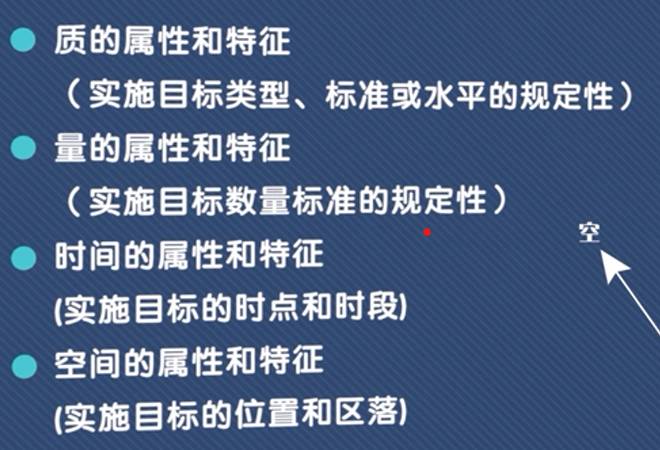 质的属性和特征
（实施目标类型、标准或水平的规定性）
量的属性和特征
（实施目标数量标准的规定性）
空
时间的属性和特征
(实施目标的时点和时段)
空间的属性和特征
(实施目标的位置和区落)